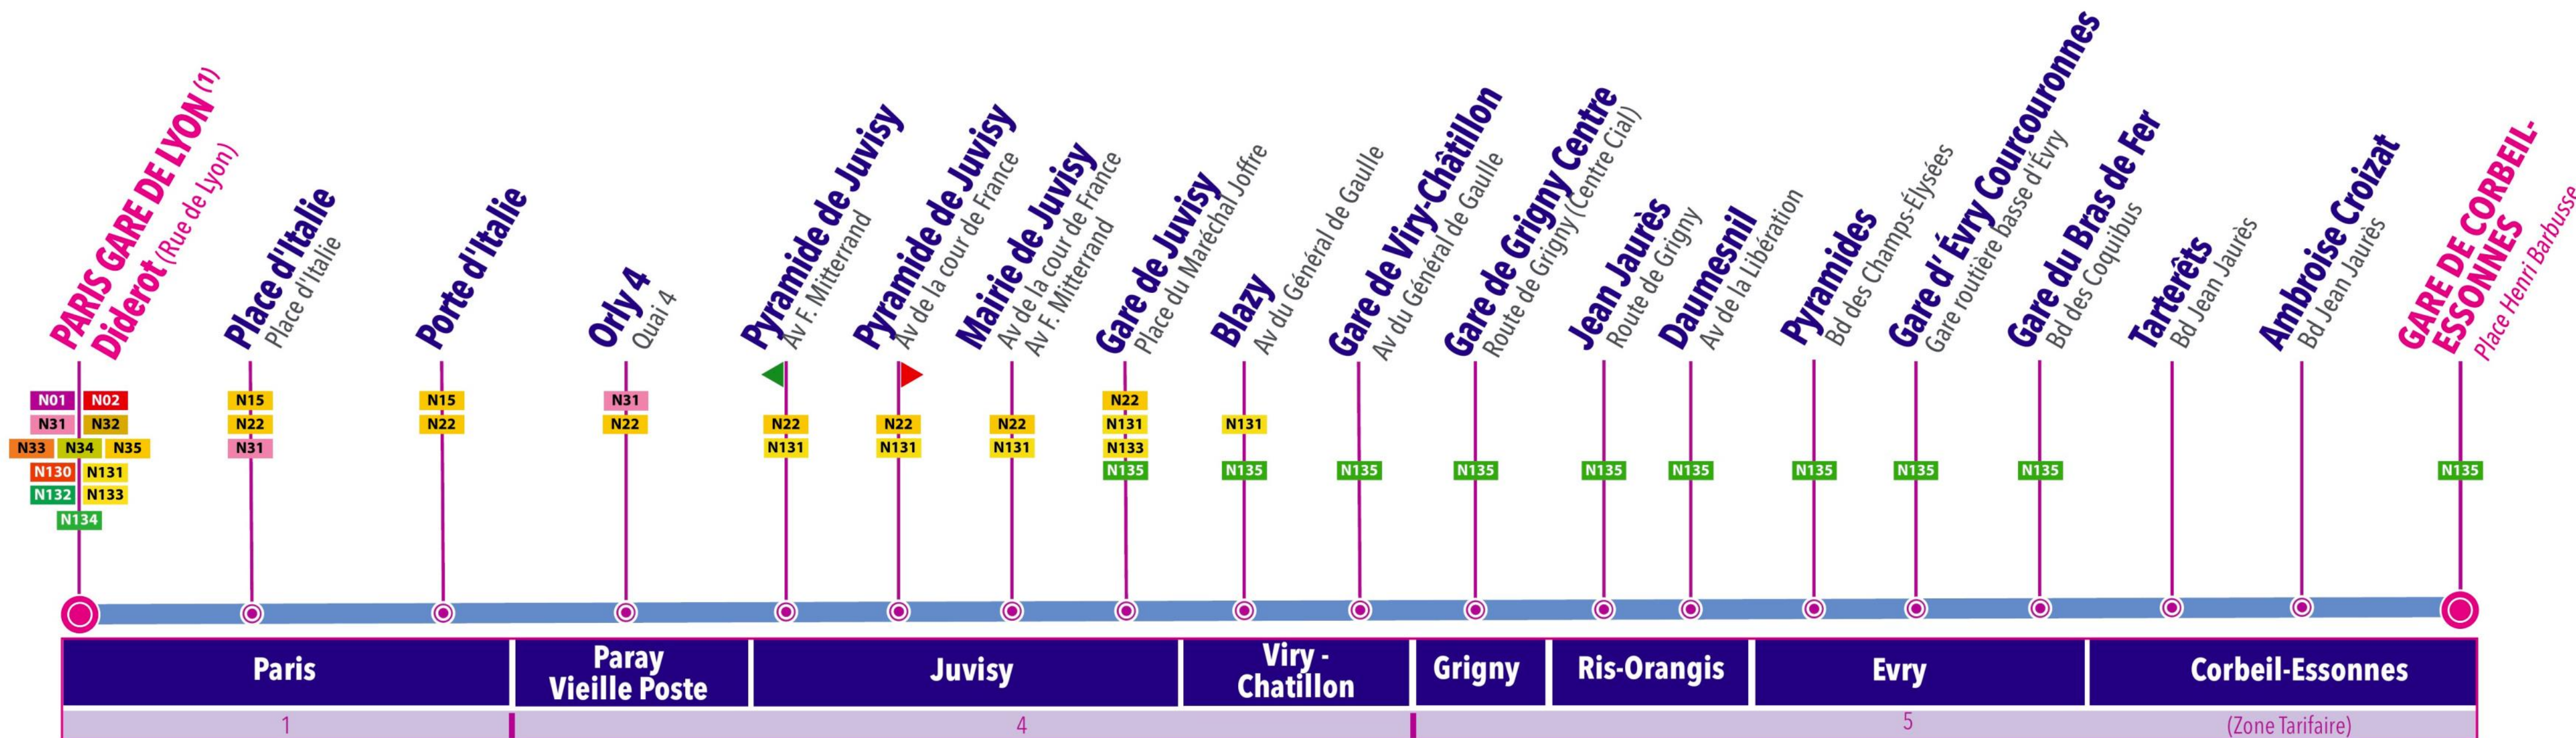 PARIS GARE DE LYON (1)
Diderot (Rue de Lyon)
Place d'Italie
Place d'Italie
Porte d'Italie
Orly 4
Quai 4
Pyramide de Juvisy
Av F. Mitterrand
Pyramide de Juvisy
Av de la cour de France
Mairie de Juvisy
Av de la cour de France
Av F. Mitterrand
Gare de Juvisy
Place du Maréchal Joffre
Blazy
Av du Général de Gaulle
Gare de Viry-Châtillon
Av du Général de Gaulle
Gare de Grigny Centre
Route de Grigny (Centre Cial)
Jean Jaurès
Route de Grigny
Daumesnil
Av de la Libération
Pyramides
Bd des Champs-Élysées
Gare d'Évry Courcouronnes
Gare routière basse d'Évry
Gare du Bras de Fer
Bd des Coquibus
Tarterêts
Bd Jean Jaurès
Ambroise Croizat
Bd Jean Jaurès
GARE DE CORBEIL-
ESSONNES
Place Henri Barbusse
N01 N02
N31 N32
N33 N34 N35
N130 N131
N132 N133
N134
N15
N22
N31
N15
N22
N31
N22
N22
N131
N22
N131
N22
N131
N22
N131
N133
N135
N131
N135
N135
N135
N135
N135
N135
N135
N135
N135
Paris
Paray
Vieille Poste
Juvisy
Viry -
Chatillon
Grigny
Ris-Orangis
Evry
Corbeil-Essonnes
1
4
5
(Zone Tarifaire)